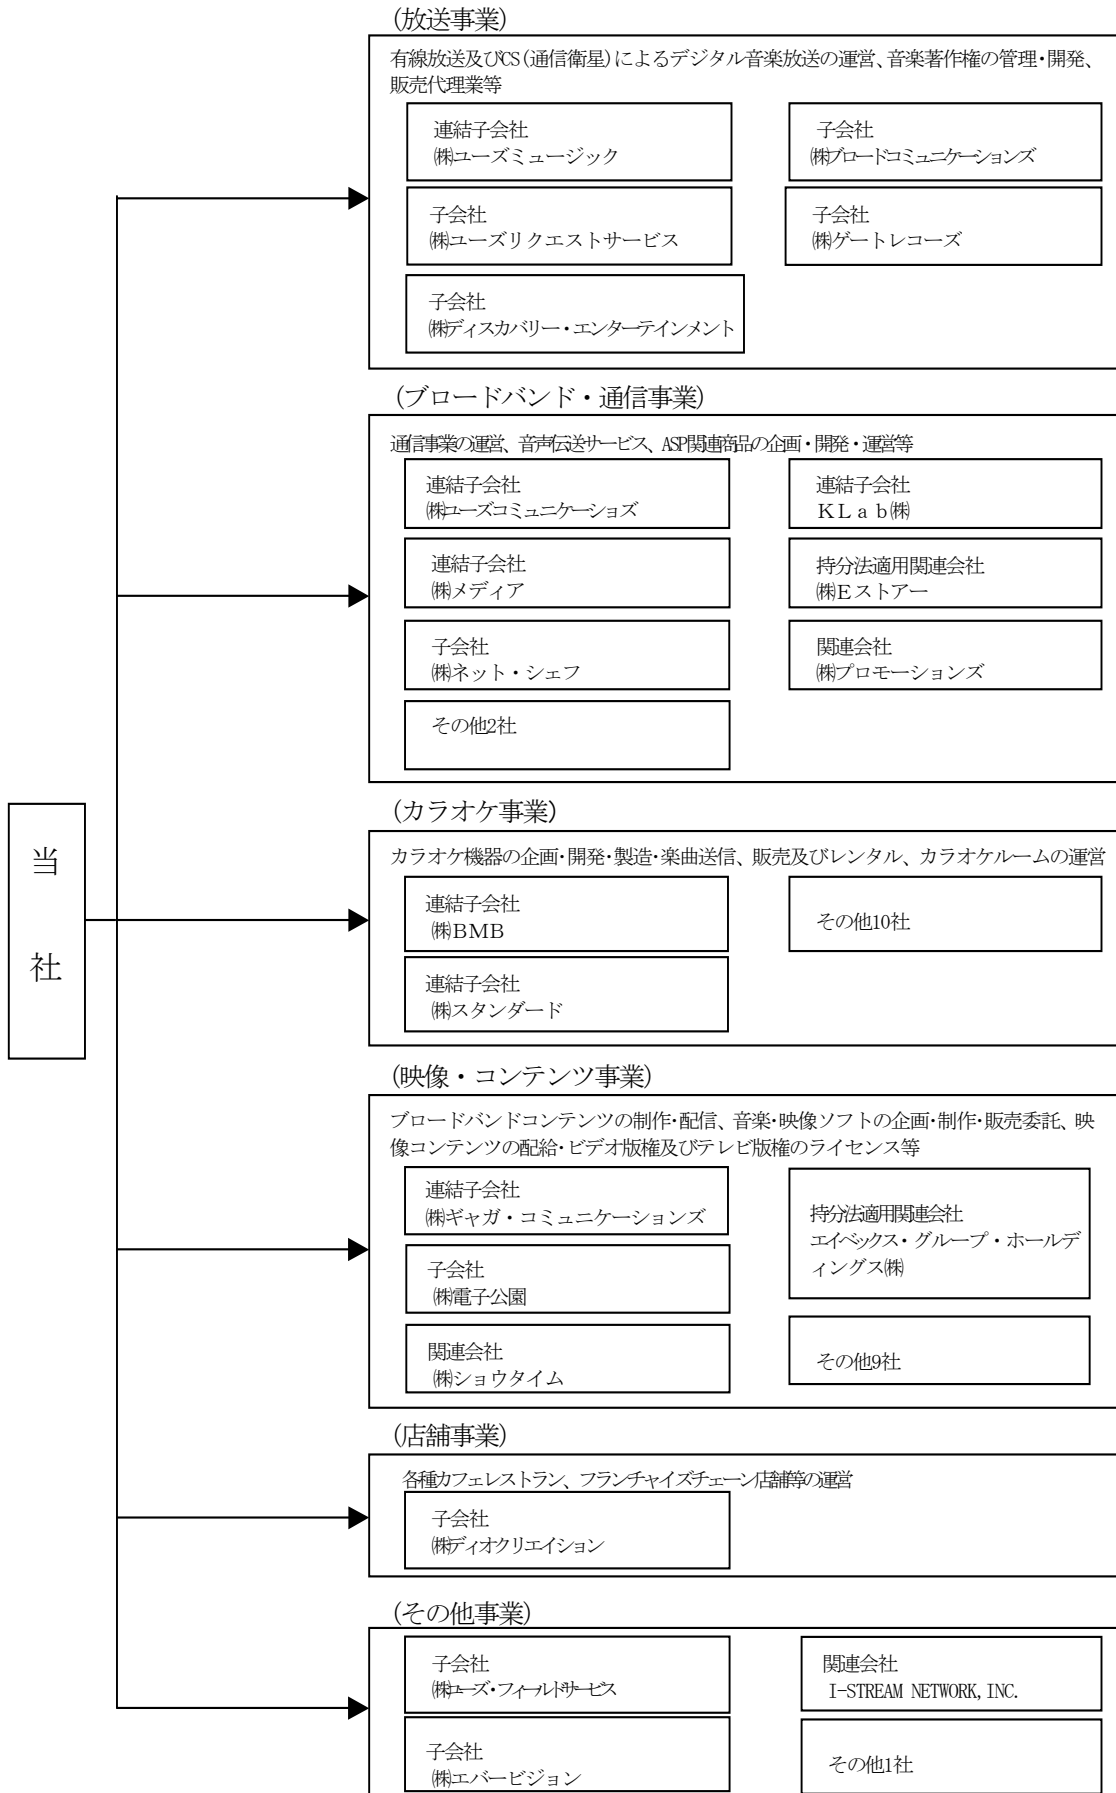 (放送事業)
有線放送及びCS(通信衛星)によるデジタル音楽放送の運営、音楽著作権の管理・開発、
販売代理業等
連結子会社
㈱ユーズミュージック
子会社
㈱ブロードコミュニケーションズ
子会社
㈱ユーズリクエストサービス
子会社
㈱ゲートレコーズ
子会社
㈱ディスカバリー・エンターテインメント
(ブロードバンド・通信事業)
通信事業の運営、音声伝送サービス、ASP関連商品の企画・開発・運営等
連結子会社
㈱ユーズコミュニケーションズ
連結子会社
KLab㈱
連結子会社
㈱メディア
持分法適用関連会社
㈱Eストアー
子会社
㈱ネット・シェフ
関連会社
㈱プロモーションズ
その他2社
当
社
(カラオケ事業)
カラオケ機器の企画・開発・製造・楽曲送信、販売及びレンタル、カラオケルームの運営
連結子会社
㈱BMB
その他10社
連結子会社
㈱スタンダード
(映像・コンテンツ事業)
ブロードバンドコンテンツの制作・配信、音楽・映像ソフトの企画・制作・販売委託、映
像コンテンツの配給・ビデオ版権及びテレビ版権のライセンス等
連結子会社
㈱ギャガ・コミュニケーションズ
持分法適用関連会社
エイベックス・グループ・ホールデ
ィングス㈱
子会社
㈱電子公園
関連会社
㈱ショウタイム
その他9社
(店舗事業)
各種カフェレストラン、フランチャイズチェーン店舗等の運営
子会社
㈱ディオクリエイション
(その他事業)
子会社
㈱ユーズ・フィールドサービス
関連会社
I-STREAM NETWORK,INC.
子会社
㈱エバービジョン
その他1社